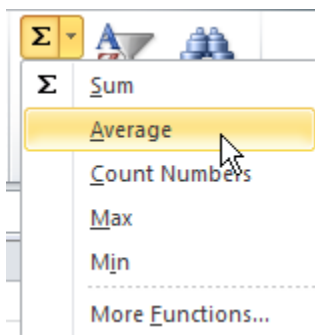 Σ
Σ Sum
Average
Count Numbers
Max
Min
More Functions...